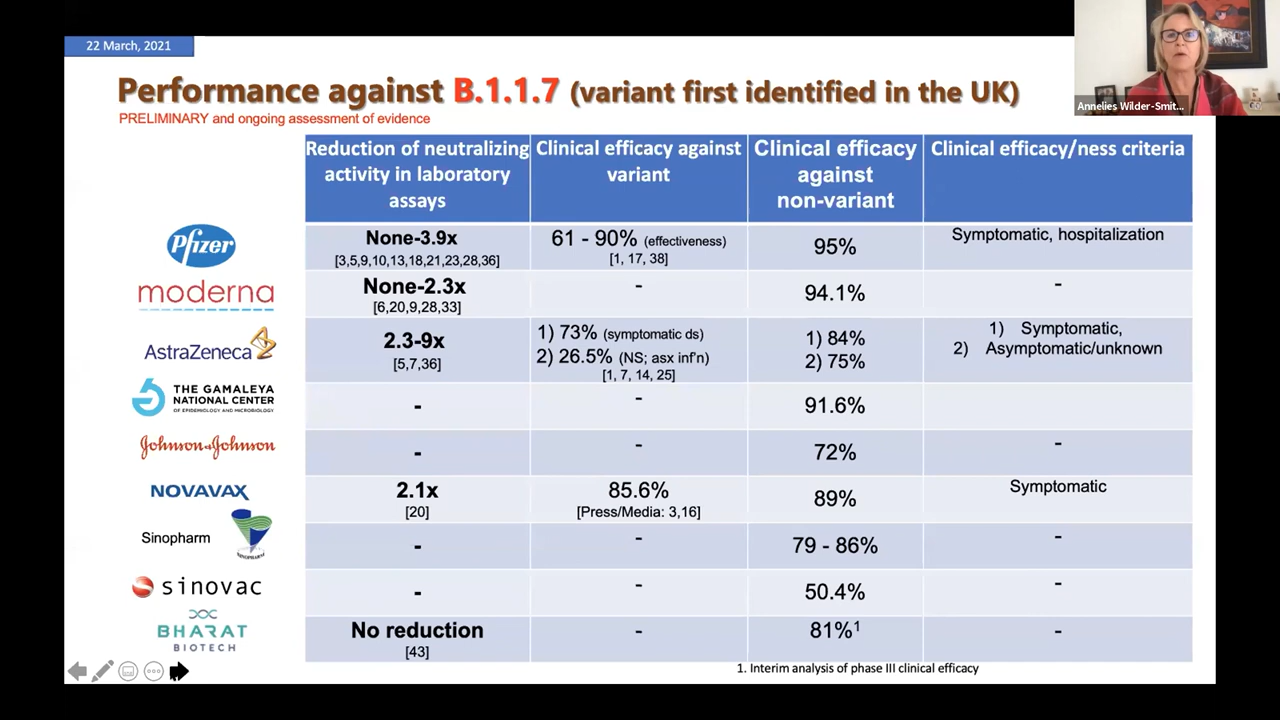 22 March, 2021
Performance against B.1.1.7 (variant first identified in the UK)
PRELIMINARY and ongoing assessment of evidence
Annelies Wilder-Smit...
Reduction of neutralizing activity in laboratory assays
Clinical efficacy against variant
Clinical efficacy against non-variant
Clinical efficacy/ness criteria
Pfizer
None-3.9x
[3,5,9,10,13,18,21,23,28,36]
61 - 90% (effectiveness)
[1, 17, 38]
95%
Symptomatic, hospitalization
moderna
None-2.3x
[6,20,9,28,33]
-
94.1%
-
AstraZeneca
2.3-9x
[5,7,36]
1) 73% (symptomatic ds)
2) 26.5% (NS; asx inf'n)
[1, 7, 14, 25]
1) 84%
2) 75%
1) Symptomatic,
2) Asymptomatic/unknown
THE GAMALEYA
NATIONAL CENTER
OF EPIDEMIOLOGY AND MICROBIOLOGY
-
-
91.6%
Johnson&Johnson
-
-
72%
-
NOVAVAX
2.1x
[20]
85.6%
[Press/Media: 3,16]
89%
Symptomatic
Sinopharm
SINOPHARM
-
-
79 - 86%
-
sinovac
-
-
50.4%
-
BHARAT
BIOTECH
No reduction
[43]
-
81%¹
-
1. Interim analysis of phase III clinical efficacy